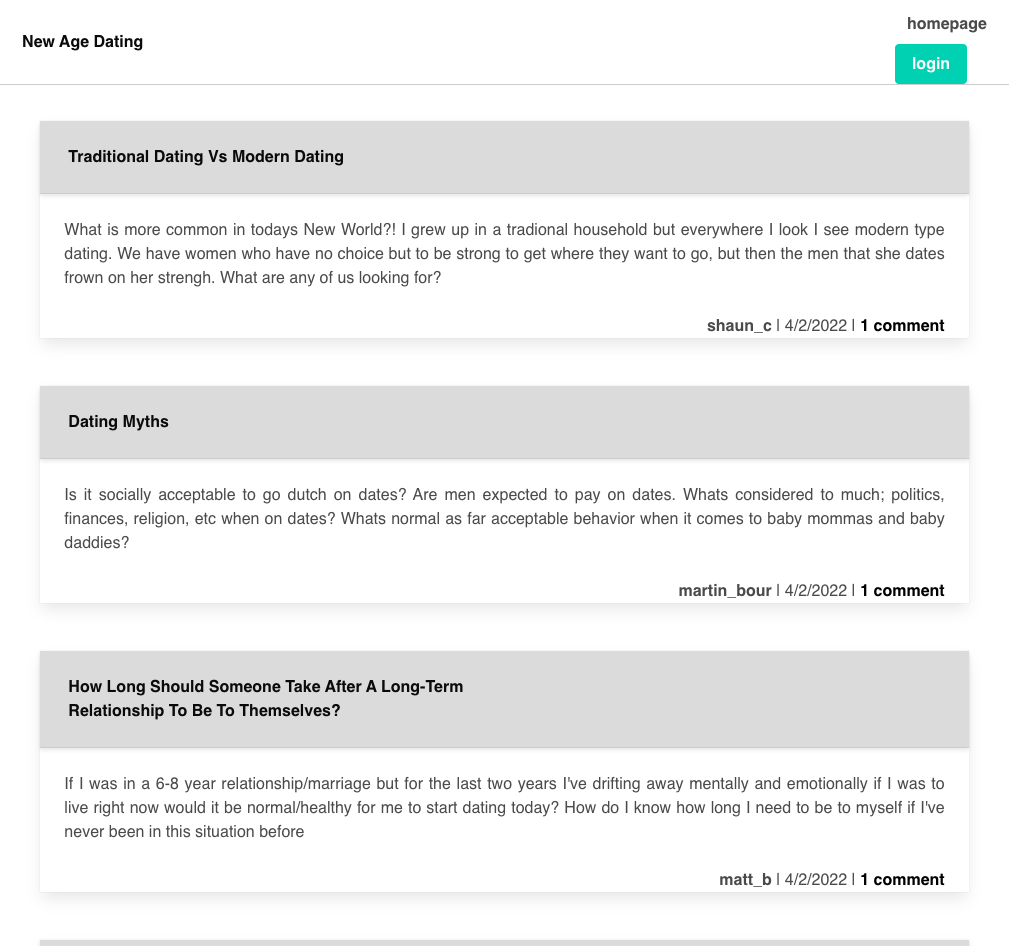 New Age Dating
homepage
login
Traditional Dating Vs Modern Dating
What is more common in todays New World?! I grew up in a tradional household but everywhere I look I see modern type
dating. We have women who have no choice but to be strong to get where they want to go, but then the men that she dates
frown on her strengh. What are any of us looking for?
shaun_c | 4/2/2022 | 1 comment
Dating Myths
Is it socially acceptable to go dutch on dates? Are men expected to pay on dates. Whats considered to much; politics,
finances, religion, etc when on dates? Whats normal as far acceptable behavior when it comes to baby mommas and baby
daddies?
martin_bour | 4/2/2022 | 1 comment
How Long Should Someone Take After A Long-Term
Relationship To Be To Themselves?
If I was in a 6-8 year relationship/marriage but for the last two years I've drifting away mentally and emotionally if I was to
live right now would it be normal/healthy for me to start dating today? How do I know how long I need to be to myself if I've
never been in this situation before
matt_b | 4/2/2022 | 1 comment